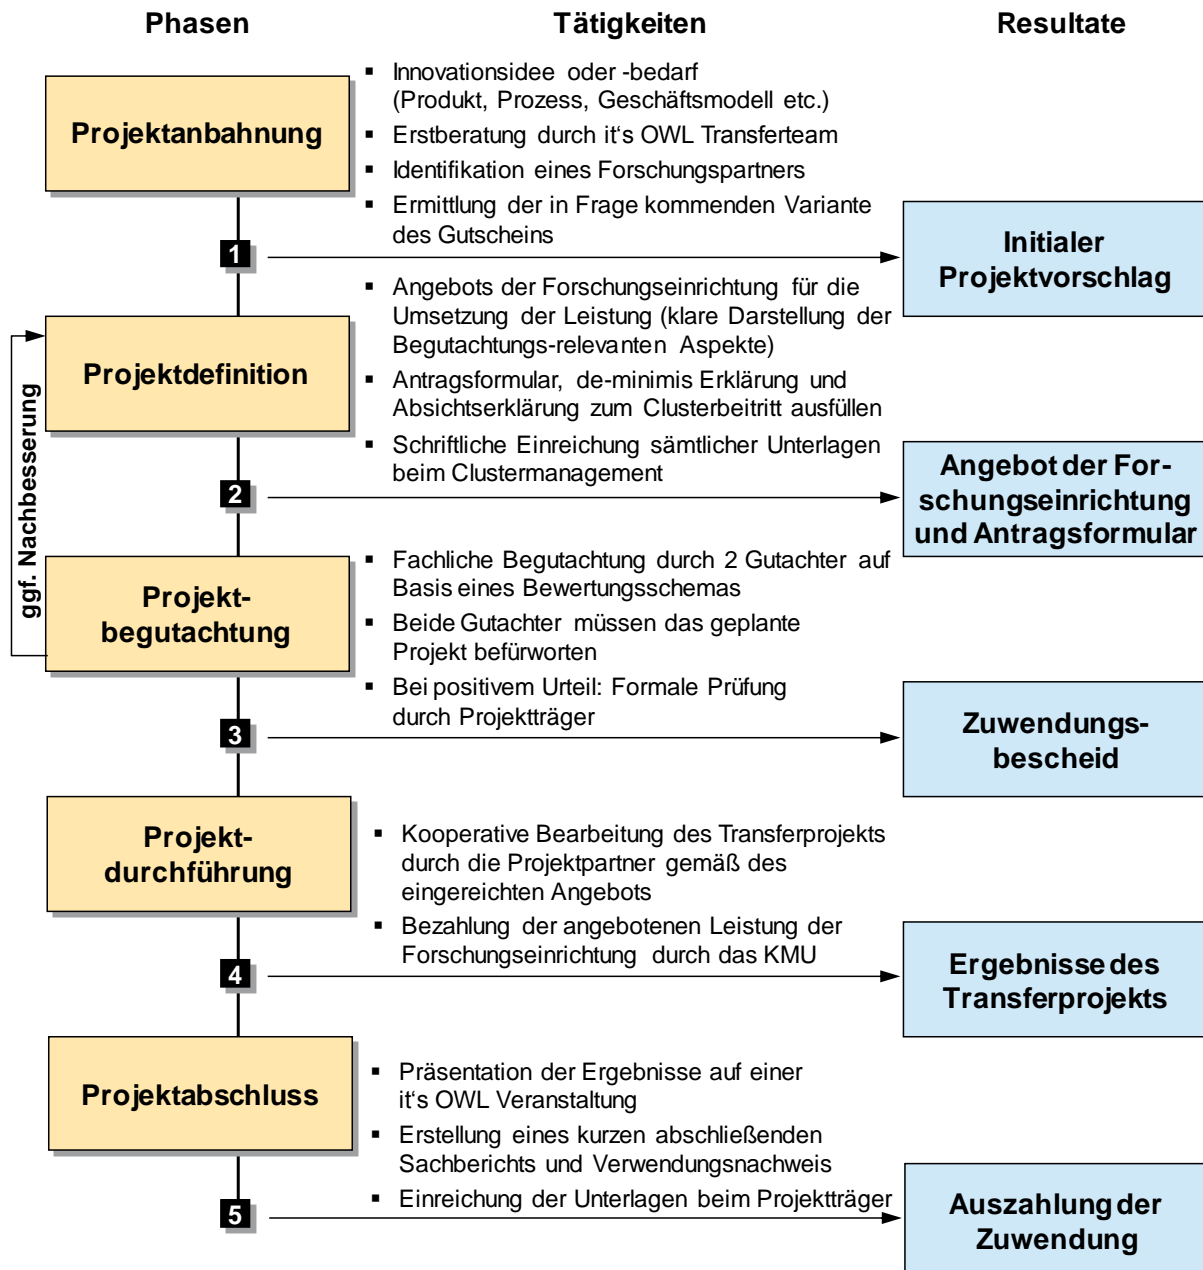 Phasen
Tätigkeiten
Resultate
Projektanbahnung
▪ Innovationsidee oder -bedarf
(Produkt, Prozess, Geschäftsmodell etc.)
▪ Erstberatung durch it‘s OWL Transferteam
▪ Identifikation eines Forschungspartners
▪ Ermittlung der in Frage kommenden Variante
des Gutscheins
1
Initialer
Projektvorschlag
ggf. Nachbesserung
Projektdefinition
▪ Angebots der Forschungseinrichtung für die
Umsetzung der Leistung (klare Darstellung der
Begutachtungs-relevanten Aspekte)
▪ Antragsformular, de-minimis Erklärung und
Absichtserklärung zum Clusterbeitritt ausfüllen
▪ Schriftliche Einreichung sämtlicher Unterlagen
beim Clustermanagement
2
Angebot der For-
schungseinrichtung
und Antragsformular
Projekt-
begutachtung
▪ Fachliche Begutachtung durch 2 Gutachter auf
Basis eines Bewertungsschemas
▪ Beide Gutachter müssen das geplante
Projekt befürworten
▪ Bei positivem Urteil: Formale Prüfung
durch Projektträger
3
Zuwendungs-
bescheid
Projekt-
durchführung
▪ Kooperative Bearbeitung des Transferprojekts
durch die Projektpartner gemäß des
eingereichten Angebots
▪ Bezahlung der angebotenen Leistung der
Forschungseinrichtung durch das KMU
4
Ergebnisse des
Transferprojekts
Projektabschluss
▪ Präsentation der Ergebnisse auf einer
it‘s OWL Veranstaltung
▪ Erstellung eines kurzen abschließenden
Sachberichts und Verwendungsnachweis
▪ Einreichung der Unterlagen beim Projektträger
5
Auszahlung der
Zuwendung